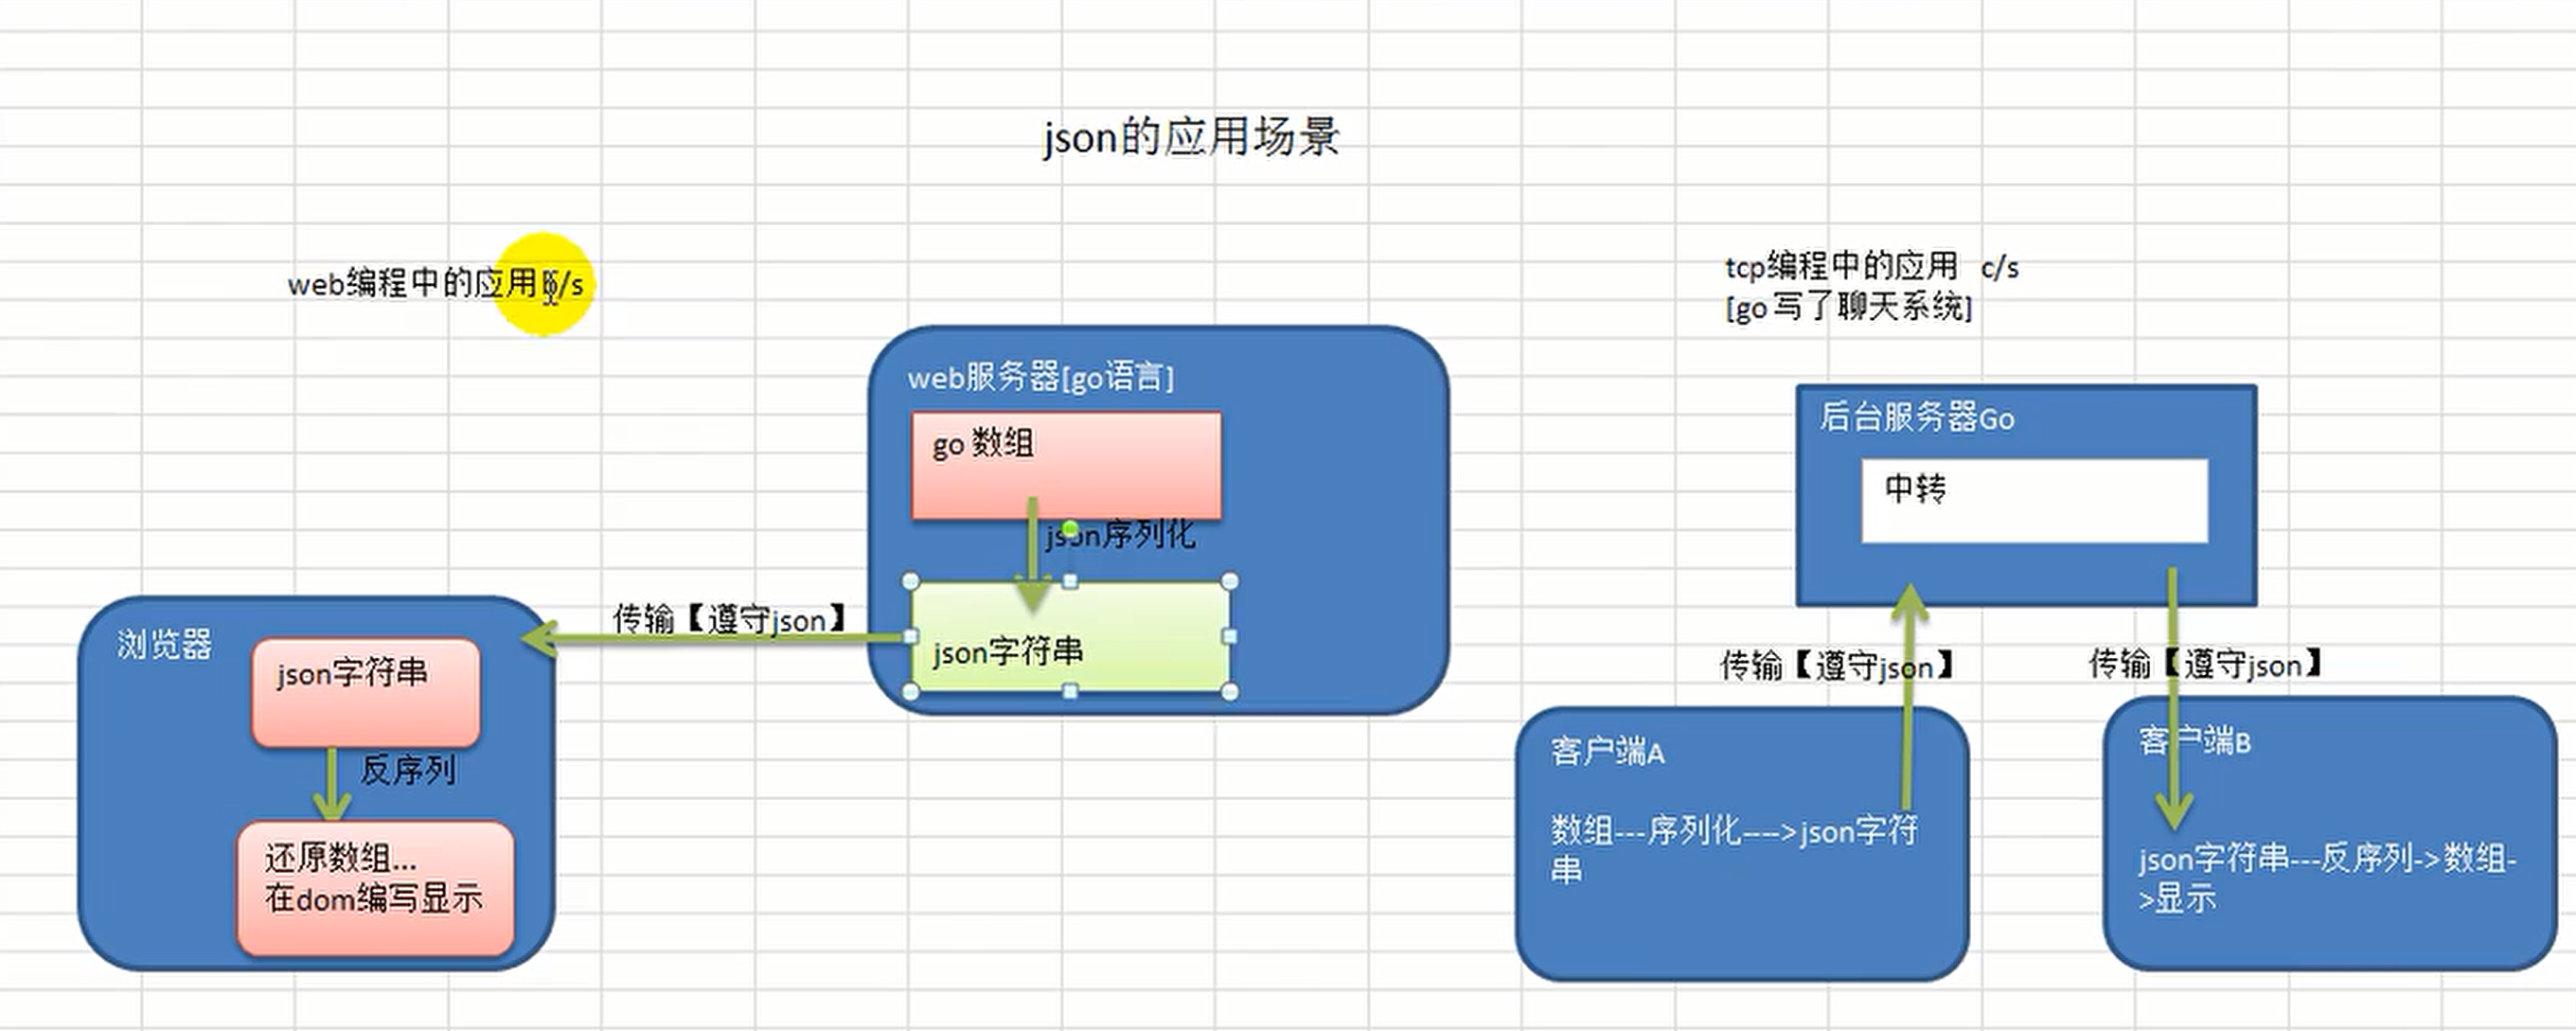 json的应用场景
web编程中的应用b/s
tcp编程中的应用 c/s
[go 写了聊天系统]
web服务器[go语言]
go 数组
json序列化
json字符串
传输【遵守json】
浏览器
json字符串
反序列
还原数组...
在dom编写显示
后台服务器Go
中转
传输【遵守json】
传输【遵守json】
客户端A
数组---序列化---->json字符
串
客户端B
json字符串---反序列->数组-
>显示